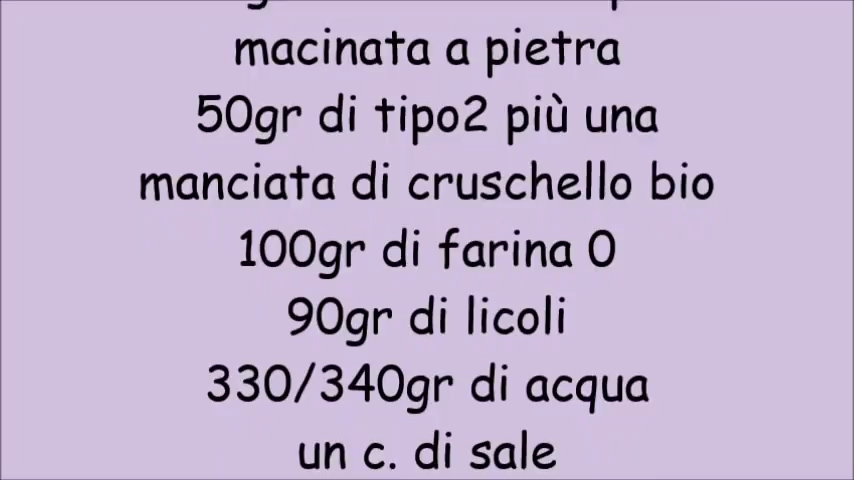 macinata a pietra
50gr di tipo2 più una
manciata di cruschello bio
100gr di farina 0
90gr di licoli
330/340gr di acqua
un c. di sale